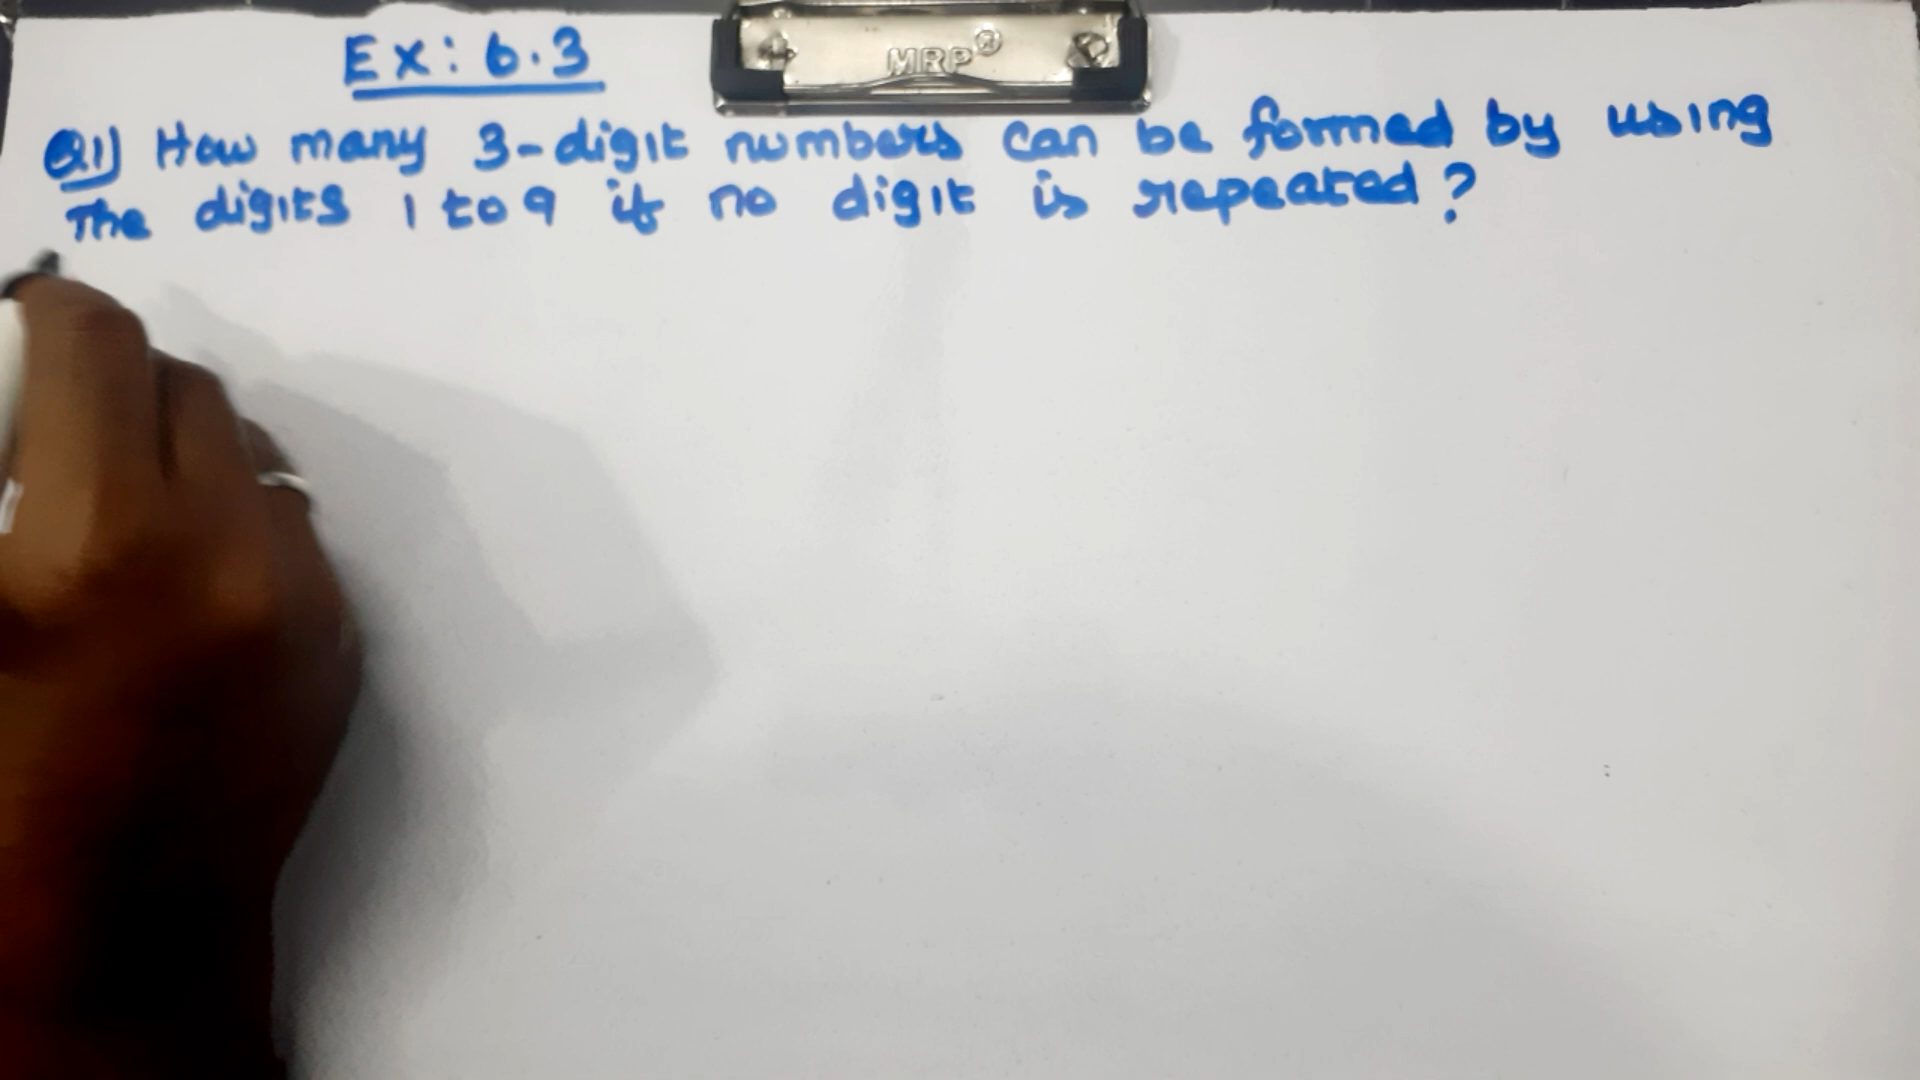 Ex: 6.3
MRP®
Q1) How many 3-digit numbers can be formed by using
The digits 1 to 9 if no digit is repeated?